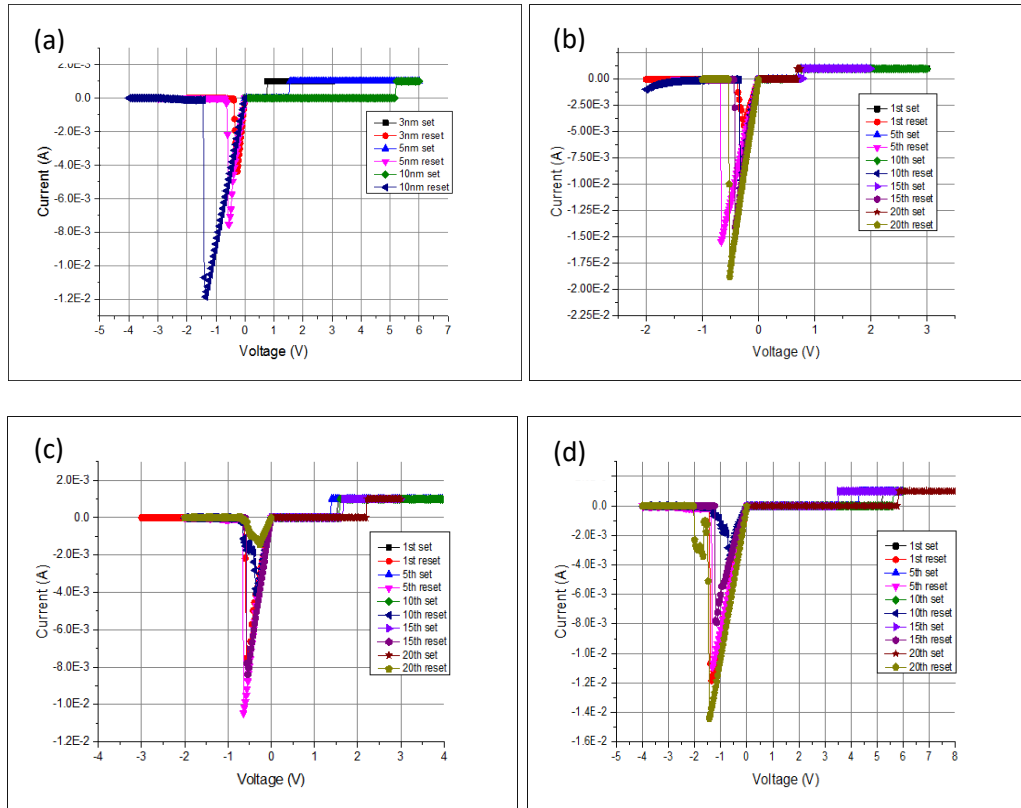 (a)
2.0E-3
0.0
-2.0E-3
-4.0E-3
-6.0E-3
-8.0E-3
-1.0E-2
-1.2E-2
Current (A)
3nm set
3nm reset
5nm set
5nm reset
10nm set
10nm reset
-5 -4 -3 -2 -1 0 1 2 3 4 5 6 7
Voltage (V)
(b)
0.00
-2.50E-3
-5.00E-3
-7.50E-3
-1.00E-2
-1.25E-2
-1.50E-2
-1.75E-2
-2.00E-2
-2.25E-2
Current (A)
1st set
1st reset
5th set
5th reset
10th set
10th reset
15th set
15th reset
20th set
20th reset
-2 -1 0 1 2 3
Voltage (V)
(c)
2.0E-3
0.0
-2.0E-3
-4.0E-3
-6.0E-3
-8.0E-3
-1.0E-2
-1.2E-2
Current (A)
1st set
1st reset
5th set
5th reset
10th set
10th reset
15th set
15th reset
20th set
20th reset
-4 -3 -2 -1 0 1 2 3 4
Voltage (V)
(d)
0.0
-2.0E-3
-4.0E-3
-6.0E-3
-8.0E-3
-1.0E-2
-1.2E-2
-1.4E-2
-1.6E-2
Current (A)
1st set
1st reset
5th set
5th reset
10th set
10th reset
15th set
15th reset
20th set
20th reset
-5 -4 -3 -2 -1 0 1 2 3 4 5 6 7 8
Voltage (V)